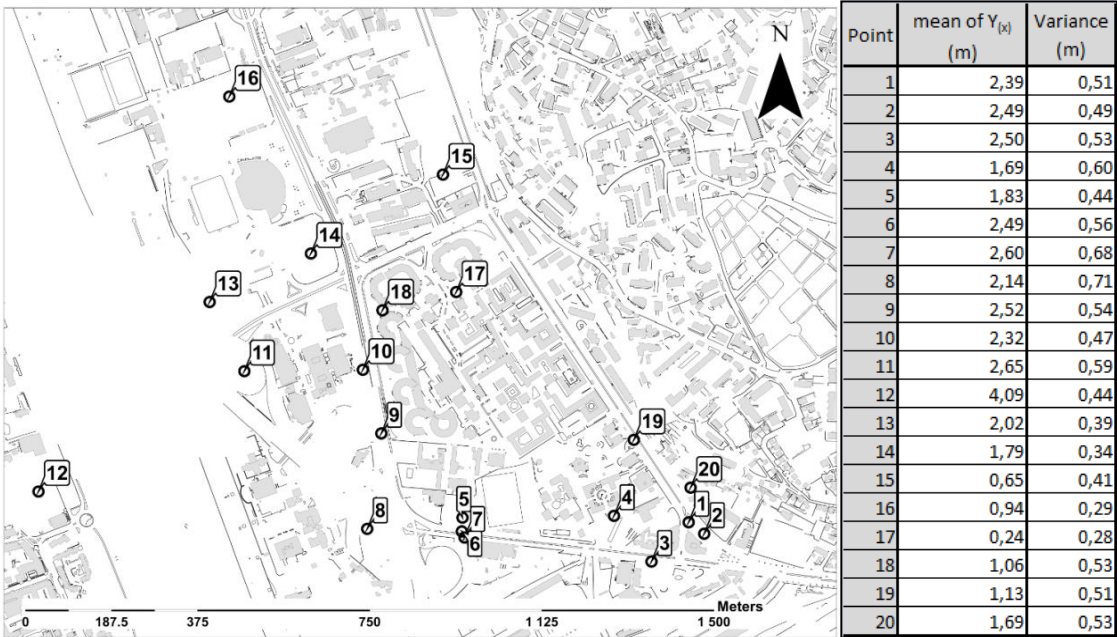 N
16
15
14
17
13
18
10
11
9
19
12
20
5
4
1
8
7
2
6
3
Meters
0 187.5 375 750 1 125 1 500
Point mean of Y(x) (m) Variance (m)
1 2,39 0,51
2 2,49 0,49
3 2,50 0,53
4 1,69 0,60
5 1,83 0,44
6 2,49 0,56
7 2,60 0,68
8 2,14 0,71
9 2,52 0,54
10 2,32 0,47
11 2,65 0,59
12 4,09 0,44
13 2,02 0,39
14 1,79 0,34
15 0,65 0,41
16 0,94 0,29
17 0,24 0,28
18 1,06 0,53
19 1,13 0,51
20 1,69 0,53